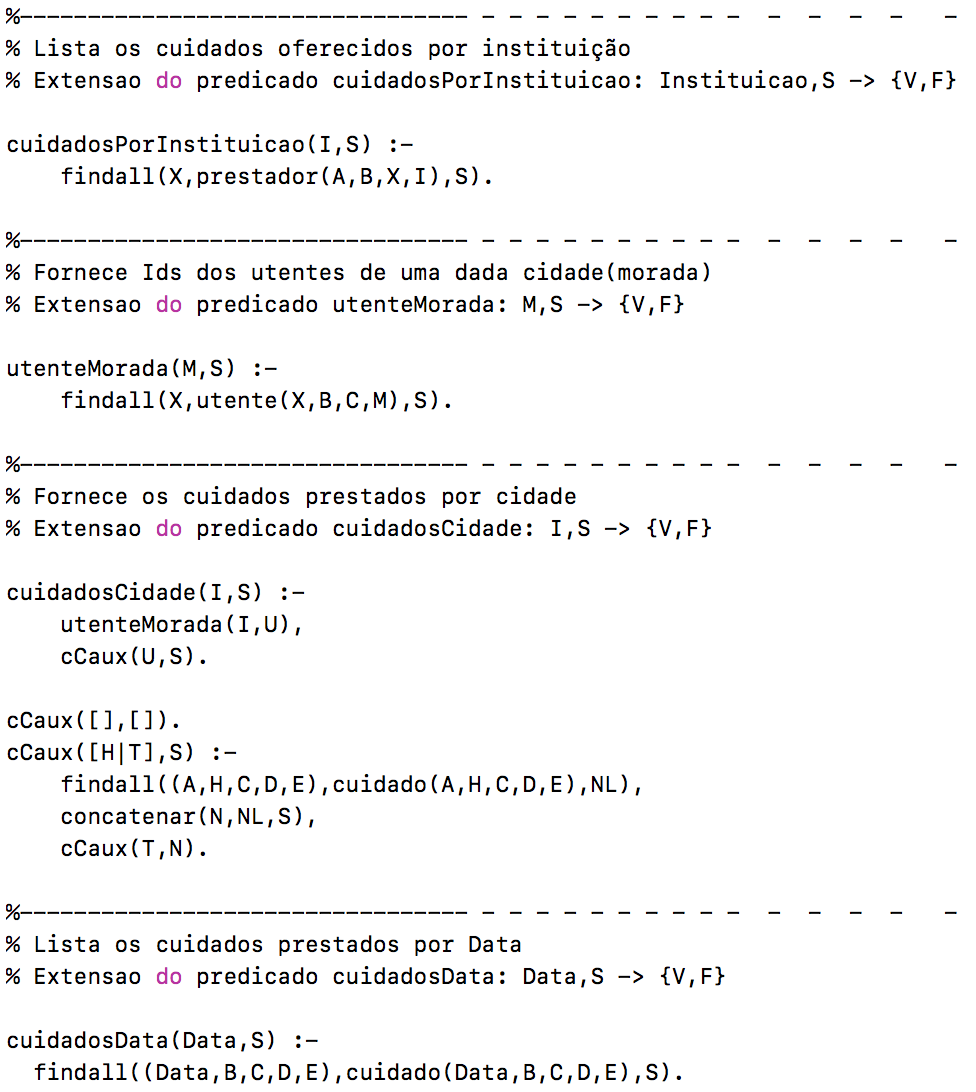 %--------------------------------- - - - - - - - - - -  -  -  -  -   -
% Lista os cuidados oferecidos por instituição
% Extensao do predicado cuidadosPorInstituicao: Instituicao,S -> {V,F}
cuidadosPorInstituicao(I,S) :-
    findall(X,prestador(A,B,X,I),S).
%--------------------------------- - - - - - - - - - -  -  -  -  -   -
% Fornece Ids dos utentes de uma dada cidade(morada)
% Extensao do predicado utenteMorada: M,S -> {V,F}
utenteMorada(M,S) :-
    findall(X,utente(X,B,C,M),S).
%--------------------------------- - - - - - - - - - -  -  -  -  -   -
% Fornece os cuidados prestados por cidade
% Extensao do predicado cuidadosCidade: I,S -> {V,F}
cuidadosCidade(I,S) :-
    utenteMorada(I,U),
    cCaux(U,S).
cCaux([],[]).
cCaux([H|T],S) :-
    findall((A,H,C,D,E),cuidado(A,H,C,D,E),NL),
    concatenar(N,NL,S),
    cCaux(T,N).
%--------------------------------- - - - - - - - - - -  -  -  -  -   -
% Lista os cuidados prestados por Data
% Extensao do predicado cuidadosData: Data,S -> {V,F}
cuidadosData(Data,S) :-
  findall((Data,B,C,D,E),cuidado(Data,B,C,D,E),S).